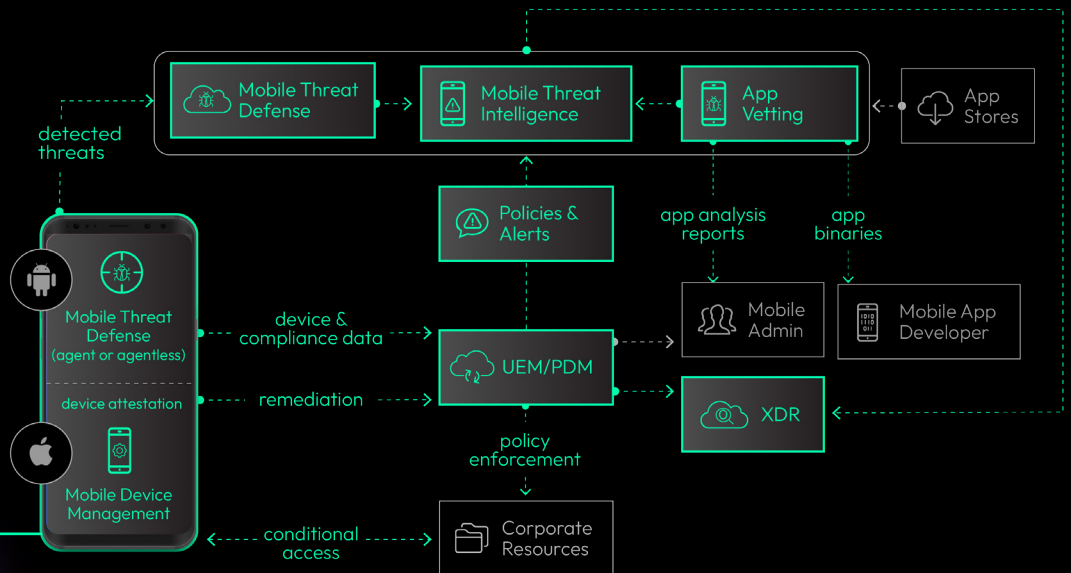 Mobile Threat
Defense
Mobile Threat
Intelligence
App
Vetting
App
Stores
detected
threats
Policies &
Alerts
app analysis
reports
app
binaries
Mobile Threat
Defense
(agent or agentless)
device attestation
Mobile Device
Management
device &
compliance data
remediation
UEM/PDM
Mobile
Admin
Mobile App
Developer
1010
XDR
policy
enforcement
conditional
access
Corporate
Resources